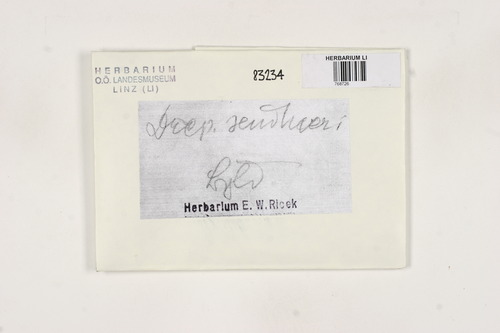 HERBARIUM
O.Ö. LANDESMUSEUM
LINZ (LI)
83234
HERBARIUM LI
Drep. sendtneri
Herbarium E. W. Ricek